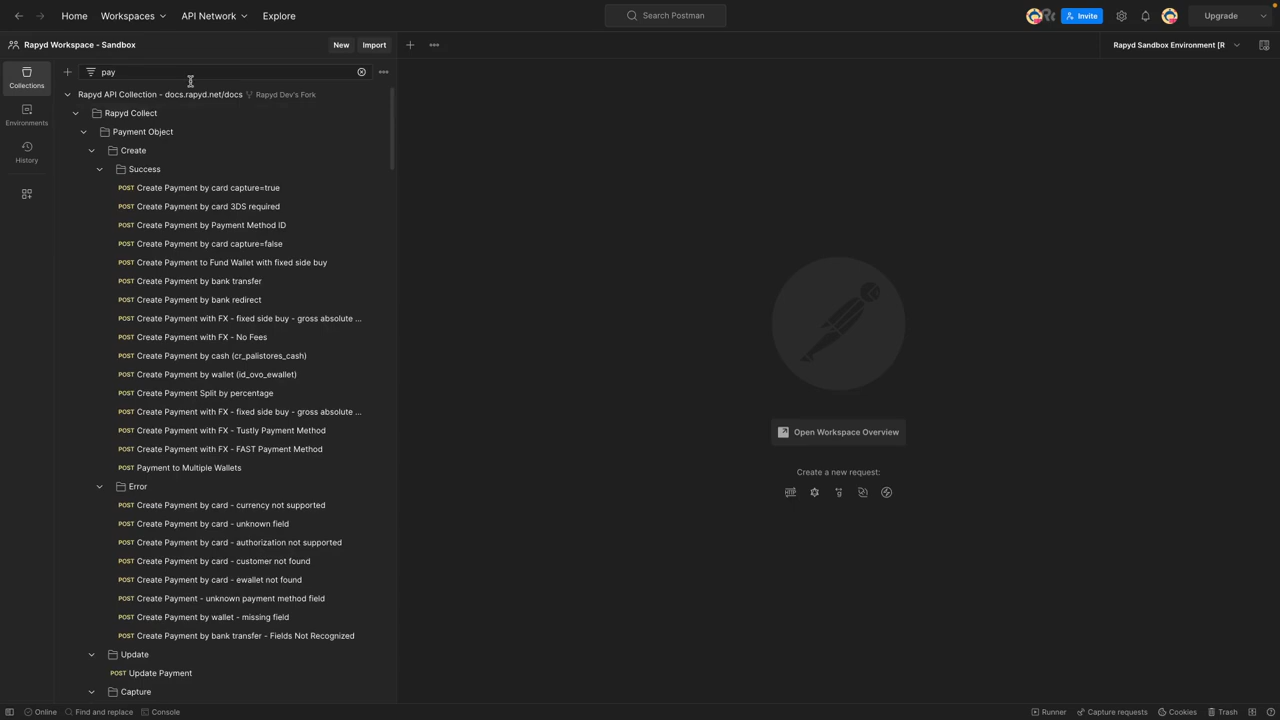 Home
Workspaces
API Network
Explore
Search Postman
Invite
Upgrade
Rapyd Workspace - Sandbox
New
Import
Rapyd Sandbox Environment [R
Collections
Environments
History
pay
Rapyd API Collection - docs.rapyd.net/docs Rapyd Dev's Fork
Rapyd Collect
Payment Object
Create
Success
POST Create Payment by card capture=true
POST Create Payment by card 3DS required
POST Create Payment by Payment Method ID
POST Create Payment by card capture=false
POST Create Payment to Fund Wallet with fixed side buy
POST Create Payment by bank transfer
POST Create Payment by bank redirect
POST Create Payment with FX - fixed side buy - gross absolute ...
POST Create Payment with FX - No Fees
POST Create Payment by cash (cr_palistores_cash)
POST Create Payment by wallet (id_ovo_ewallet)
POST Create Payment Split by percentage
POST Create Payment with FX - fixed side buy - gross absolute ...
POST Create Payment with FX - Tustly Payment Method
POST Create Payment with FX - FAST Payment Method
POST Payment to Multiple Wallets
Error
POST Create Payment by card - currency not supported
POST Create Payment by card - unknown field
POST Create Payment by card - authorization not supported
POST Create Payment by card - customer not found
POST Create Payment by card - ewallet not found
POST Create Payment - unknown payment method field
POST Create Payment by wallet - missing field
POST Create Payment by bank transfer - Fields Not Recognized
Update
POST Update Payment
Capture
Open Workspace Overview
Create a new request:
Online
Find and replace
Console
Runner
Capture requests
Cookies
Trash